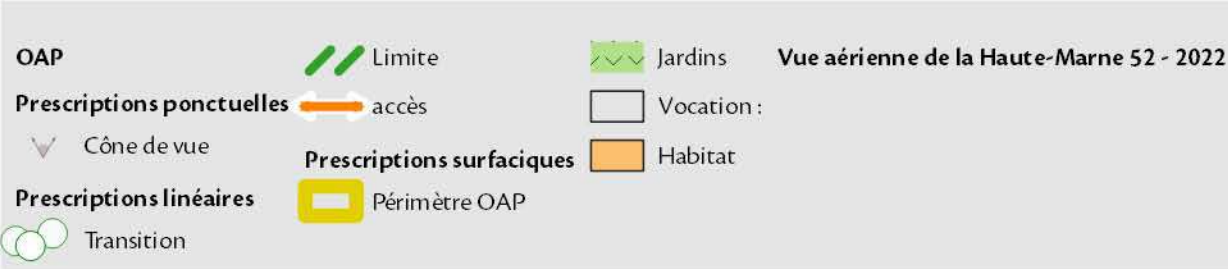 OAP
Prescriptions ponctuelles
Cône de vue
Prescriptions linéaires
Transition
Limite
accès
Prescriptions surfaciques
Périmètre OAP
Jardins
Vocation :
Habitat
Vue aérienne de la Haute-Marne 52 - 2022